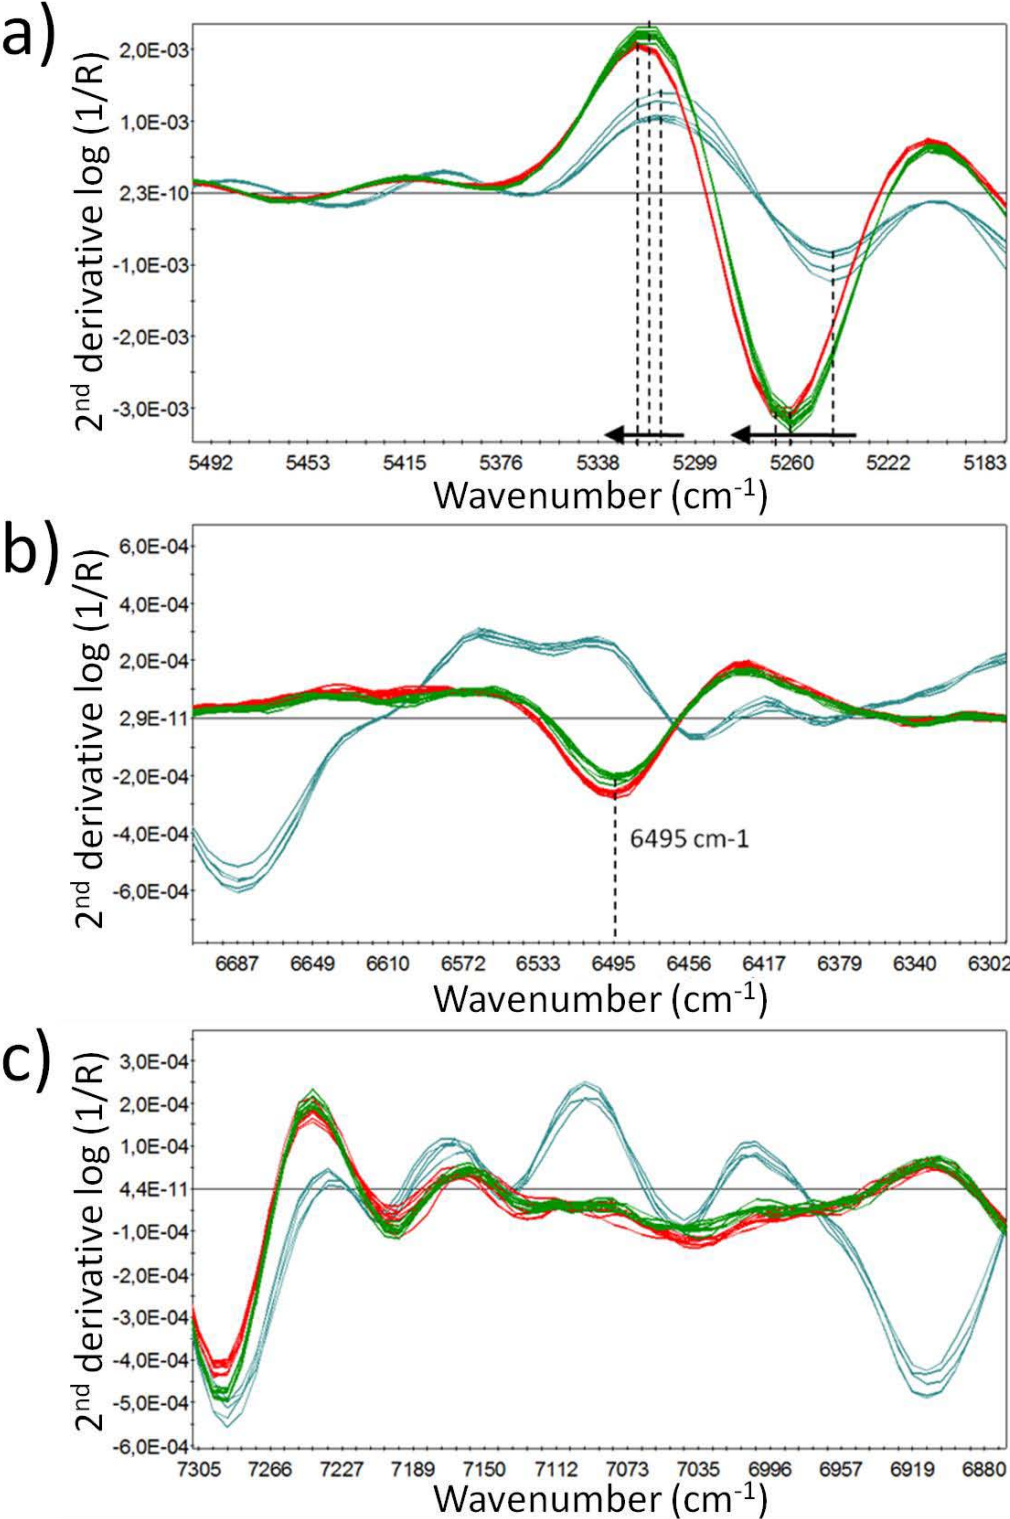 a)
2nd derivative log (1/R)
2,0E-03
1,0E-03
2,3E-10
-1,0E-03
-2,0E-03
-3,0E-03
5492 5453 5415 5376 5338 5299 5260 5222 5183
Wavenumber (cm-1)
b)
2nd derivative log (1/R)
6,0E-04
4,0E-04
2,0E-04
2,9E-11
-2,0E-04
-4,0E-04
-6,0E-04
6495 cm-1
6687 6649 6610 6572 6533 6495 6456 6417 6379 6340 6302
Wavenumber (cm-1)
c)
2nd derivative log (1/R)
3,0E-04
2,0E-04
1,0E-04
4,4E-11
-1,0E-04
-2,0E-04
-3,0E-04
-4,0E-04
-5,0E-04
-6,0E-04
7305 7266 7227 7189 7150 7112 7073 7035 6996 6957 6919 6880
Wavenumber (cm-1)